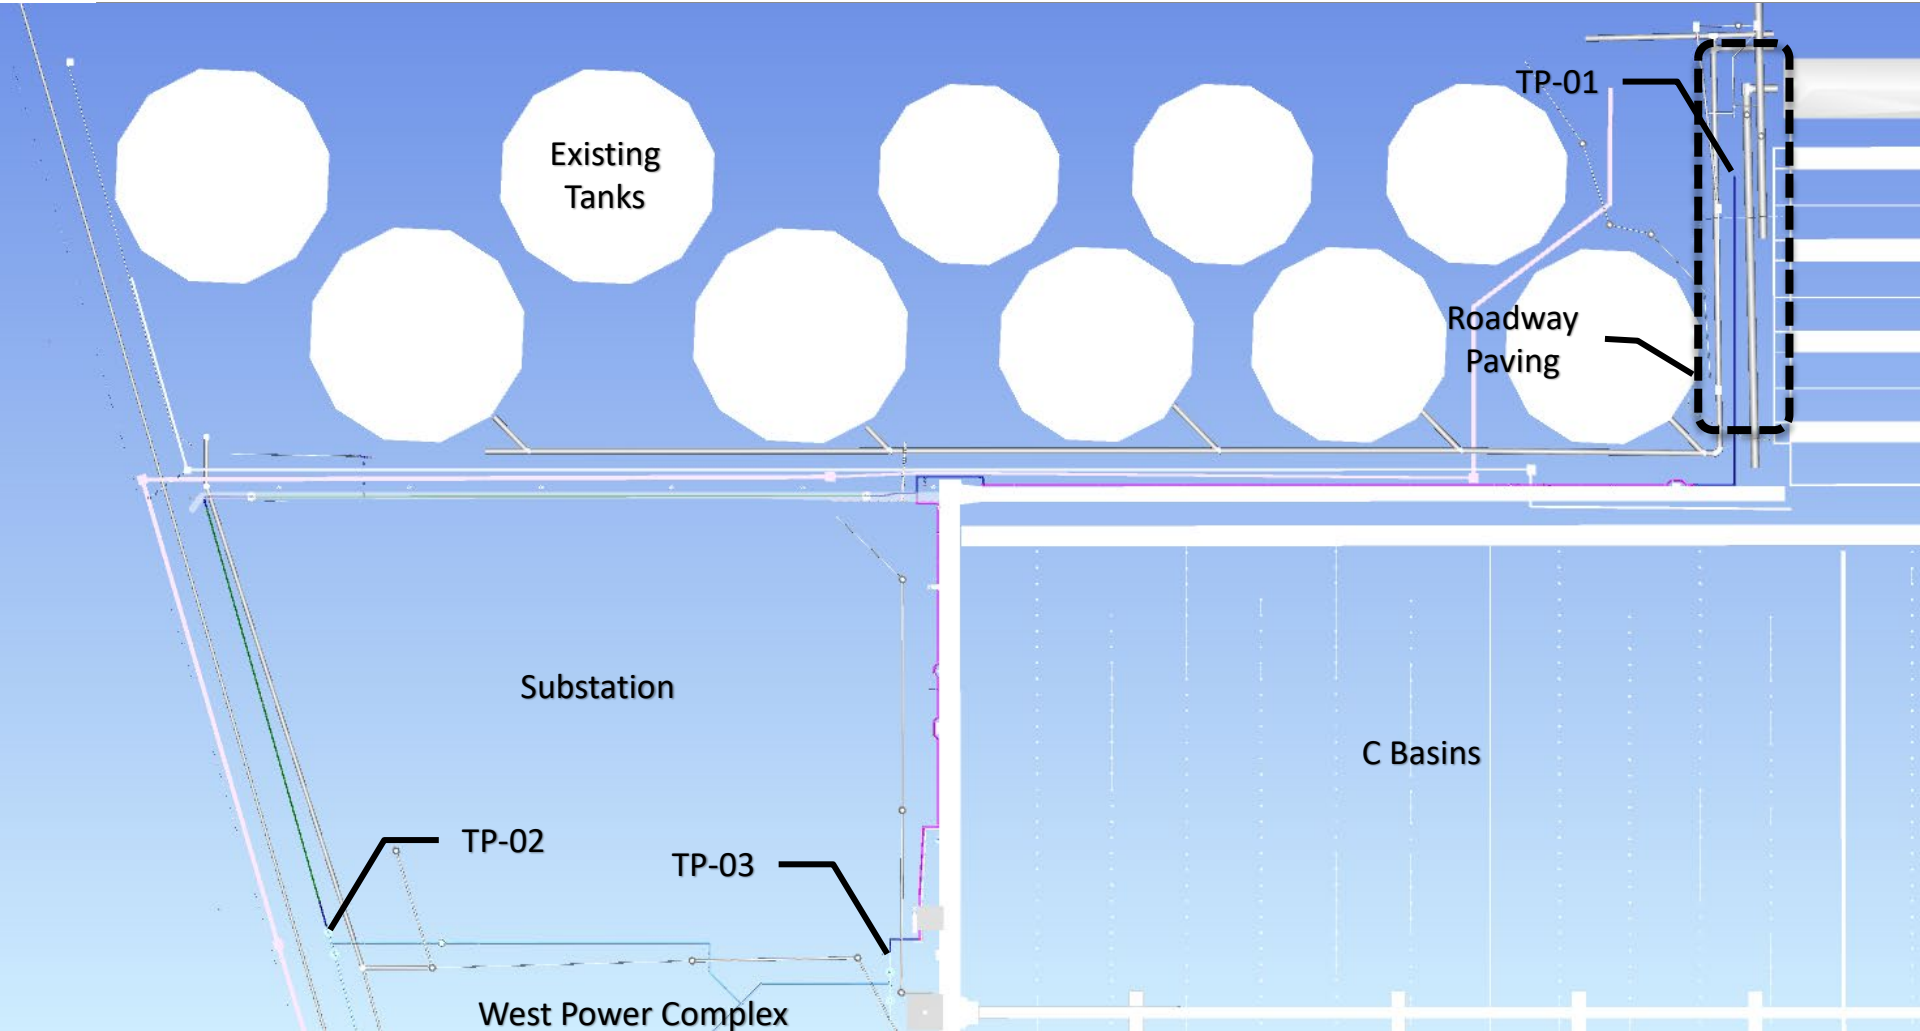 TP-01
Existing
Tanks
Roadway
Paving
Substation
C Basins
TP-02
TP-03
West Power Complex